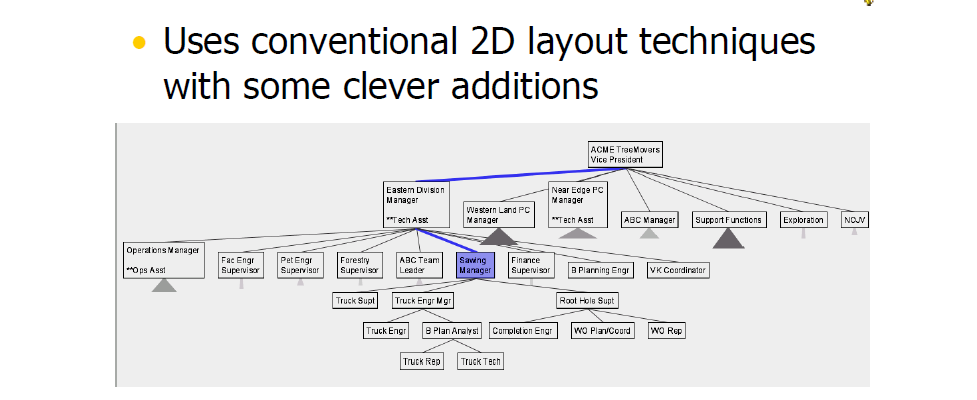 Uses conventional 2D layout techniques
with some clever additions
ACME TreeMovers
Vice President
Eastern Division
Manager
**Tech Asst
Western Land PC
Manager
Near Edge PC
Manager
**Tech Asst
ABC Manager
Support Functions
Exploration
NOJV
Operations Manager
**Ops Asst
Fac Engr
Supervisor
Pet Engr
Supervisor
Forestry
Supervisor
ABC Team
Leader
Sawing
Manager
Finance
Supervisor
B Planning Engr
VK Coordinator
Truck Supt
Truck Engr Mgr
Root Hole Supt
Truck Engr
B Plan Analyst
Completion Engr
WO Plan/Coord
WO Rep
Truck Rep
Truck Tech